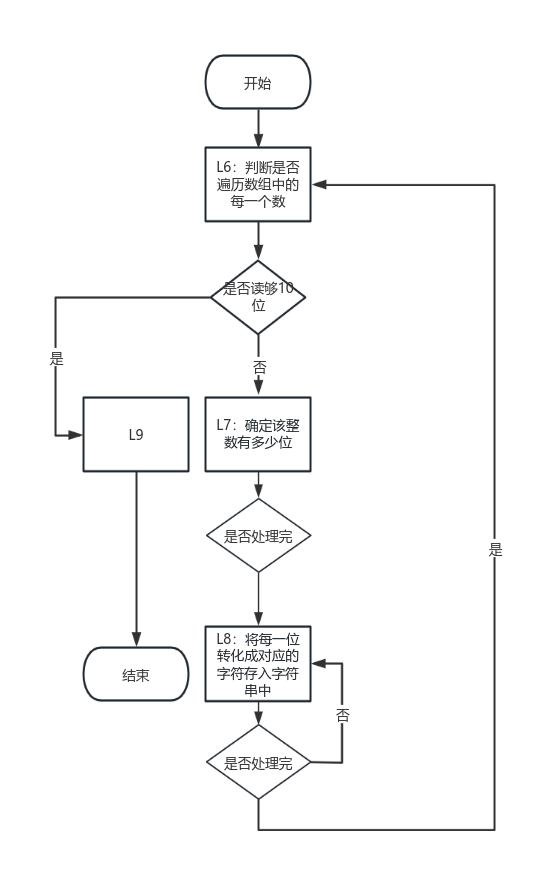 开始
L6：判断是否
遍历数组中的
每一个数
是否读够10
位
是
否
L9
L7：确定该整
数有多少位
是否处理完
是
L8：将每一位
转化成对应的
字符存入字符
串中
结束
否
是否处理完